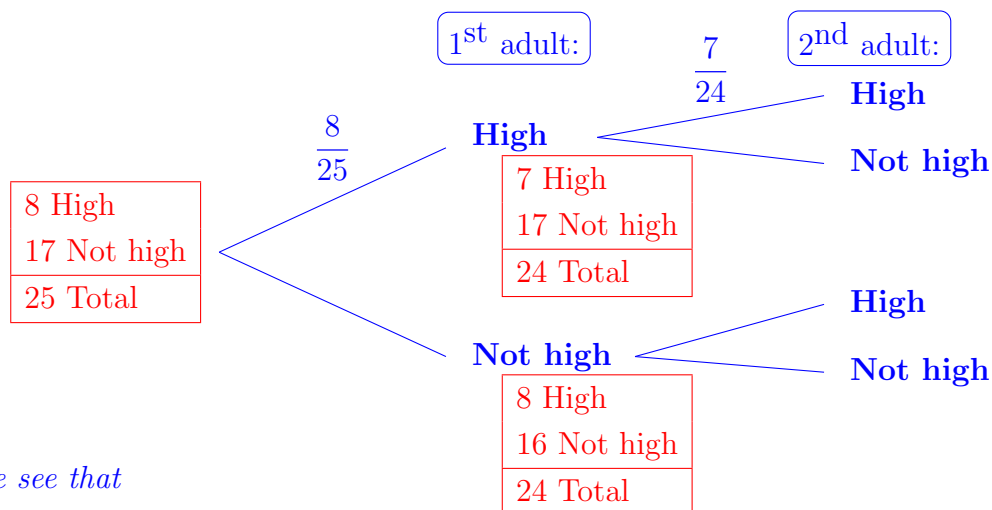 1st adult:
2nd adult:
8
25
7
24
High
High
Not high
8 High
17 Not high
25 Total
7 High
17 Not high
24 Total
Not high
High
Not high
8 High
16 Not high
24 Total
see that